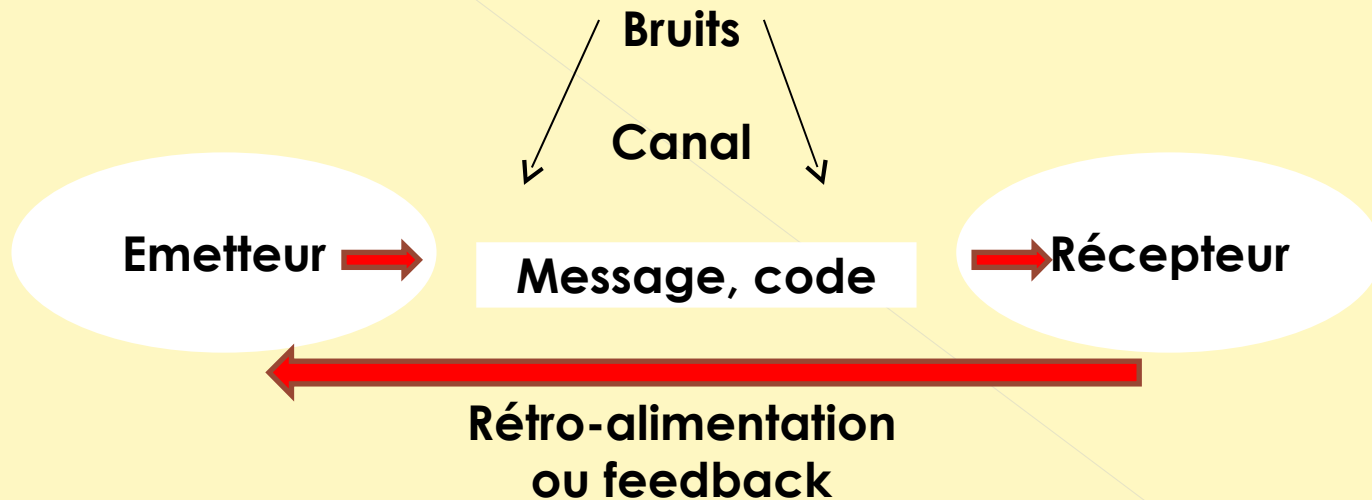 Bruits
Canal
Emetteur
Message, code
Récepteur
Rétro-alimentation
ou feedback